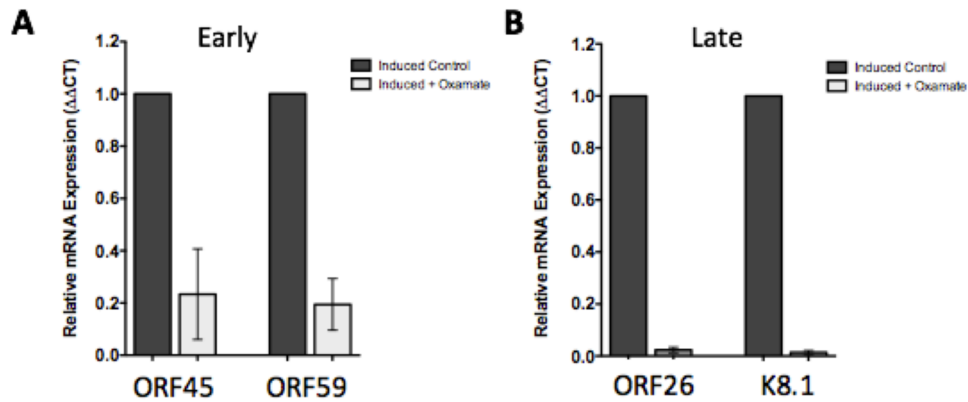 A
Early
Relative mRNA Expression (ΔΔCT)
1.2
1.0
0.8
0.6
0.4
0.2
0.0
Induced Control
Induced + Oxamate
ORF45 ORF59
B
Late
Relative mRNA Expression (ΔΔCT)
1.2
1.0
0.8
0.6
0.4
0.2
0.0
Induced Control
Induced + Oxamate
ORF26 K8.1